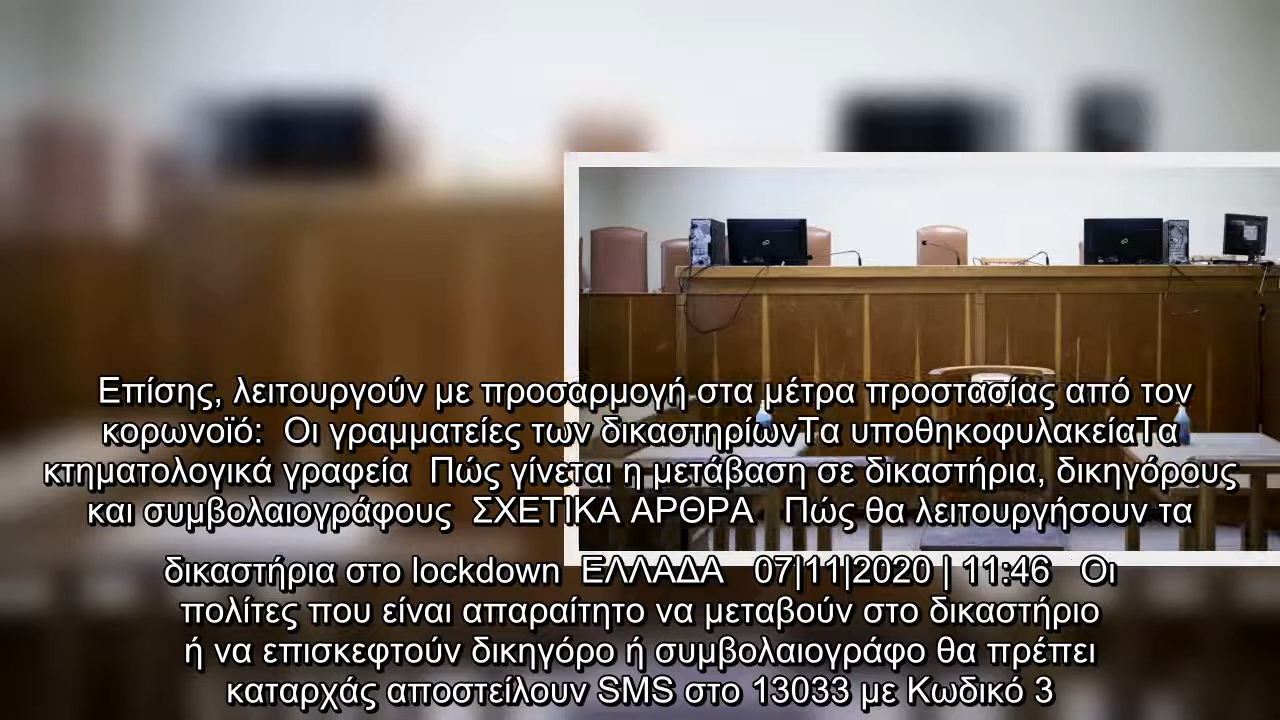 Επίσης, λειτουργούν με προσαρμογή στα μέτρα προστασίας από τον
κορωνοϊό:  Οι γραμματείες των δικαστηρίωνΤα υποθηκοφυλακείαΤα
κτηματολογικά γραφεία  Πώς γίνεται η μετάβαση σε δικαστήρια, δικηγόρους
και συμβολαιογράφους  ΣΧΕΤΙΚΑ ΑΡΘΡΑ   Πώς θα λειτουργήσουν τα
δικαστήρια στο lockdown  ΕΛΛΑΔΑ   07|11|2020 | 11:46   Οι
πολίτες που είναι απαραίτητο να μεταβούν στο δικαστήριο
ή να επισκεφτούν δικηγόρο ή συμβολαιογράφο θα πρέπει
καταρχάς αποστείλουν SMS στο 13033 με Κωδικό 3